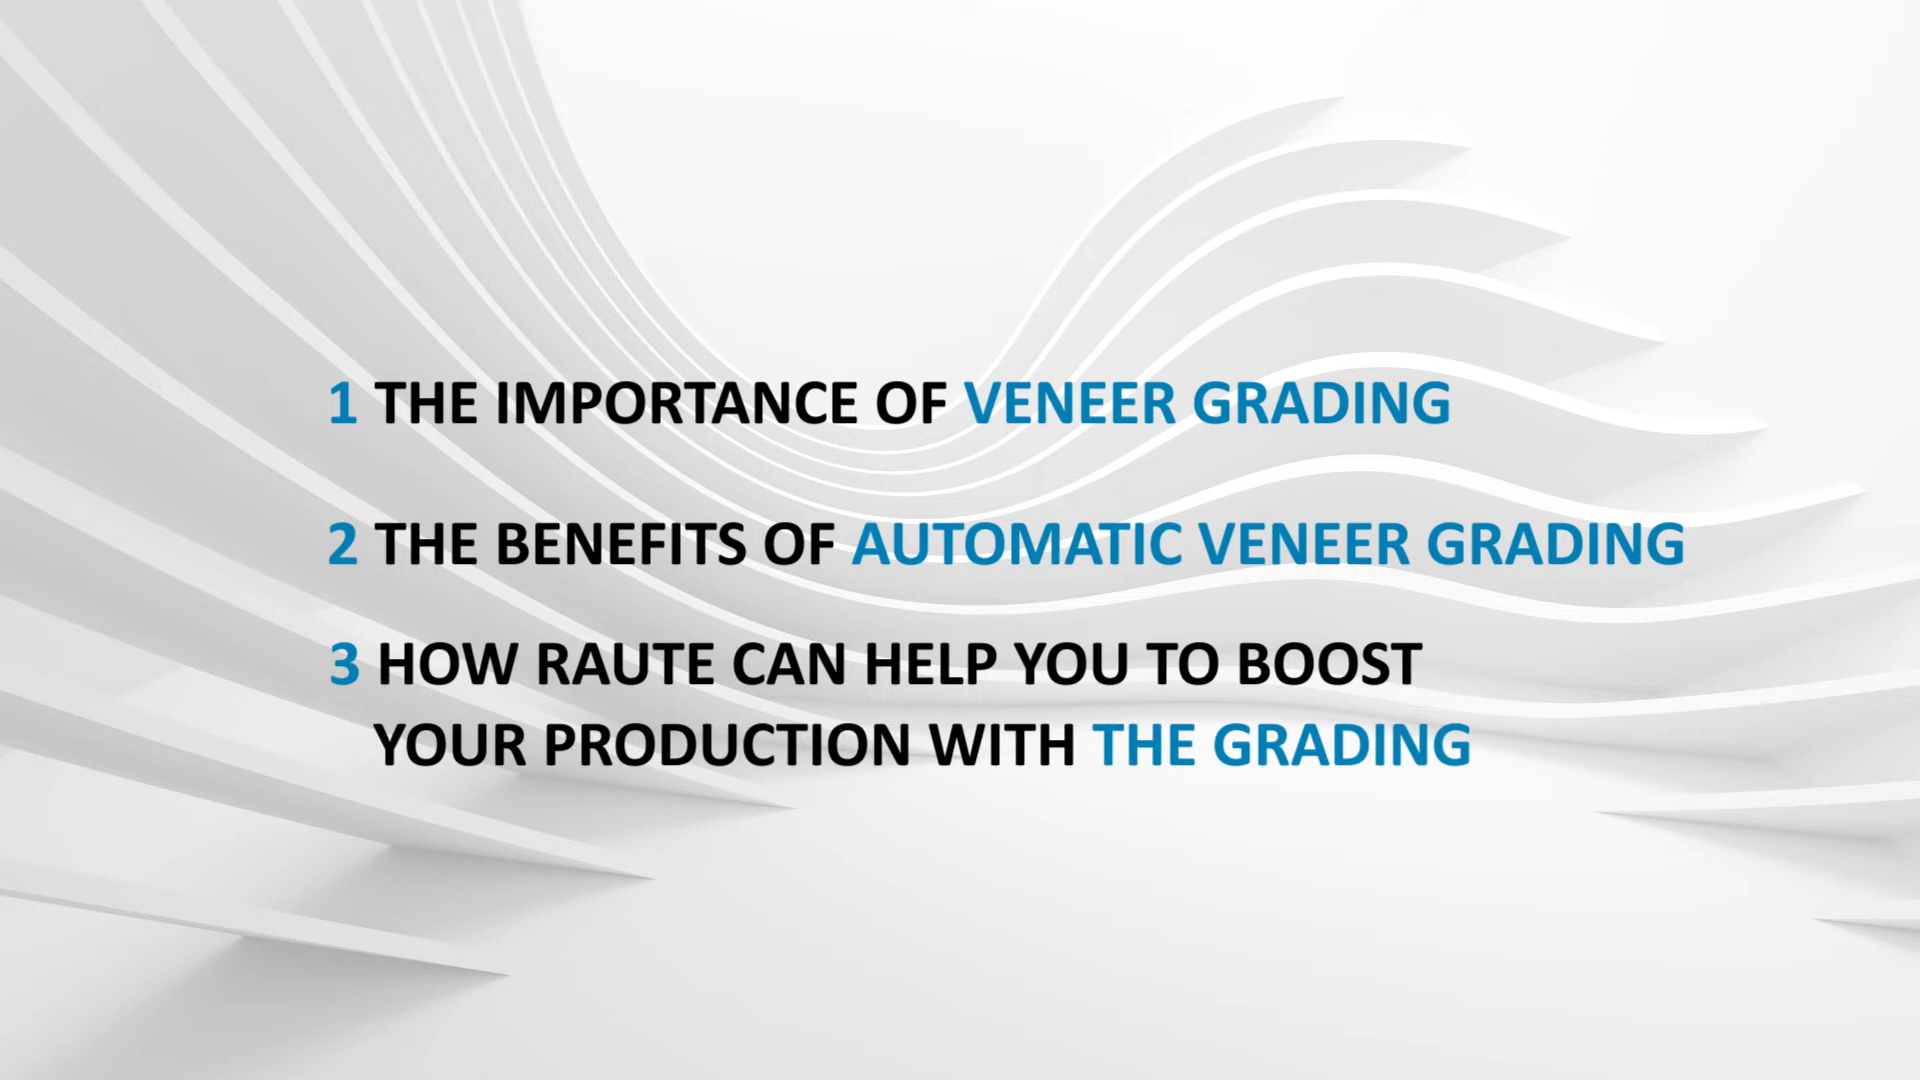 1 THE IMPORTANCE OF VENEER GRADING
2 THE BENEFITS OF AUTOMATIC VENEER GRADING
3 HOW RAUTE CAN HELP YOU TO BOOST
YOUR PRODUCTION WITH THE GRADING